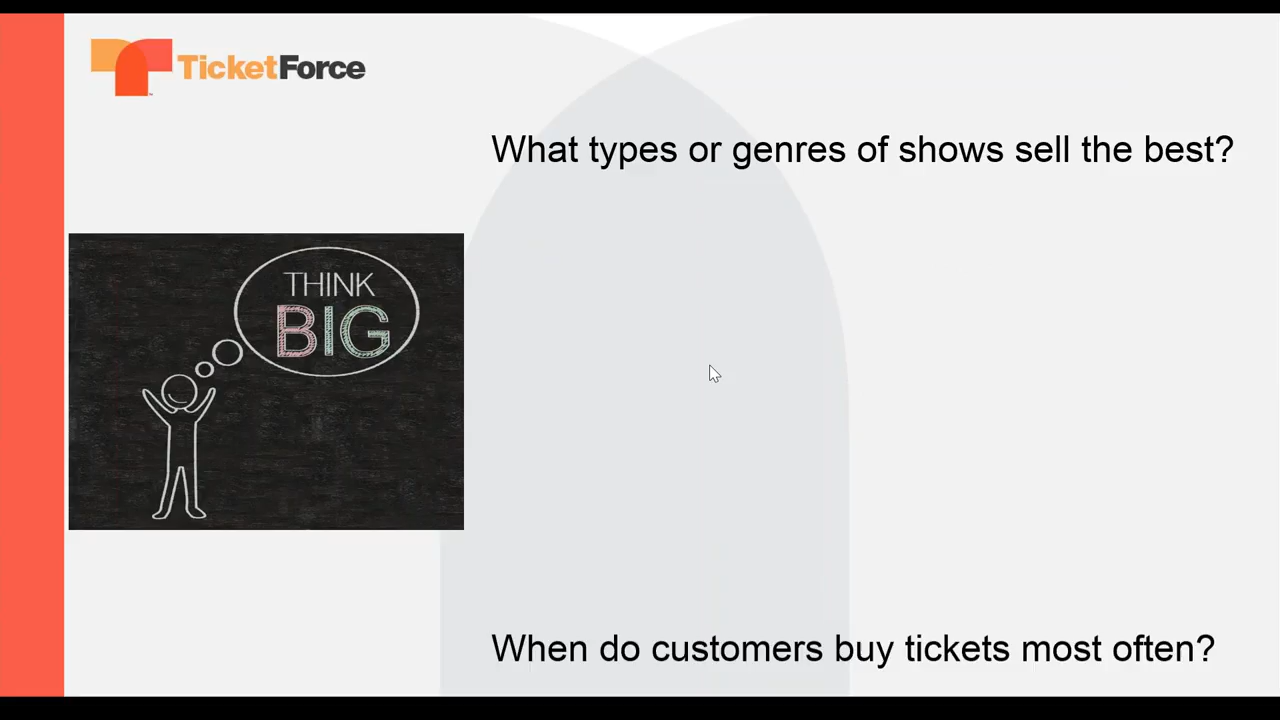 TicketForce
What types or genres of shows sell the best?
THINK
BIG
When do customers buy tickets most often?